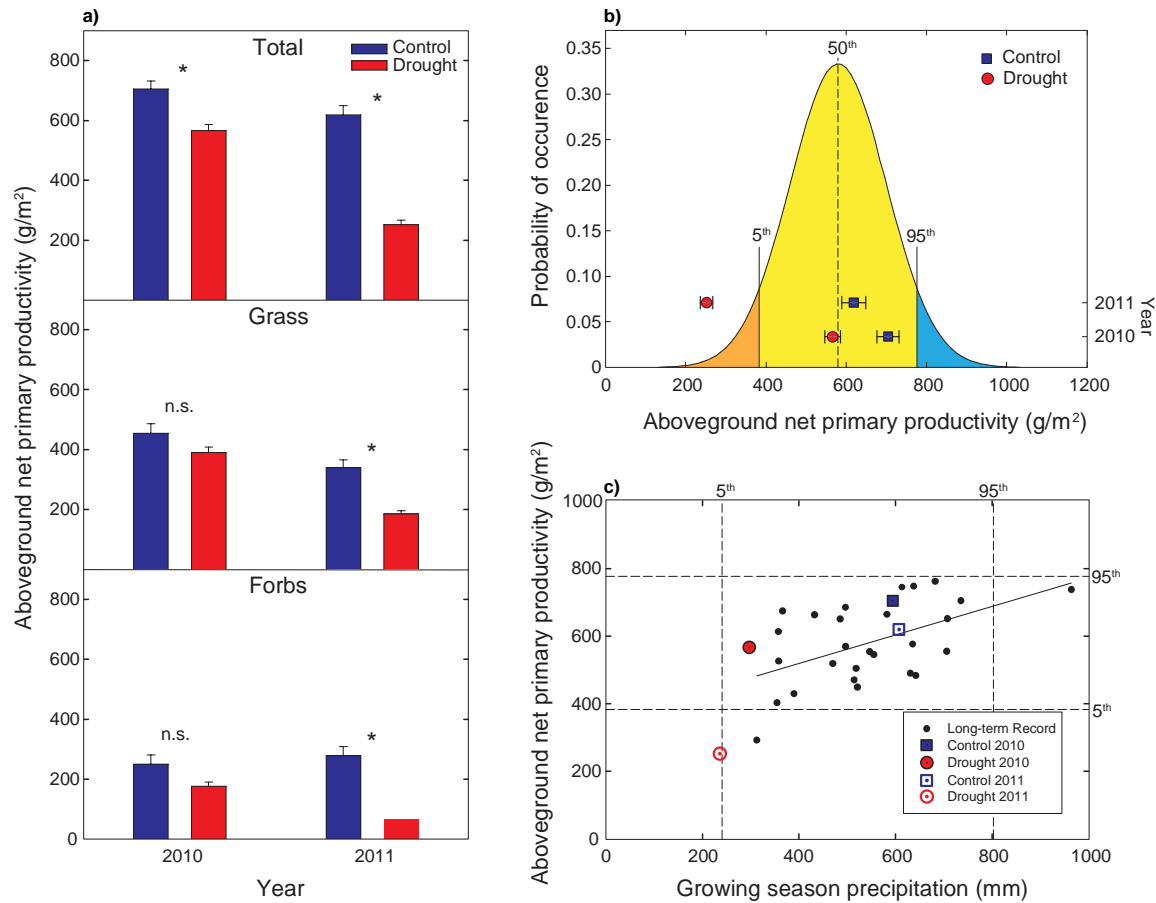 a)
Total
Control
Drought
*
*
800
600
400
200
Grass
n.s.
*
800
600
400
200
Forbs
n.s.
*
800
600
400
200
0
2010
2011
Year
Aboveground net primary productivity (g/m²)
b)
50th
Control
Drought
0.35
0.30
0.25
0.20
0.15
0.10
0.05
0
5th
95th
2011
2010
Year
Probability of occurence
0
200
400
600
800
1000
1200
Aboveground net primary productivity (g/m²)
c)
5th
95th
1000
800
600
400
200
0
95th
5th
Long-term Record
Control 2010
Drought 2010
Control 2011
Drought 2011
Aboveground net primary productivity (g/m²)
0
200
400
600
800
1000
Growing season precipitation (mm)